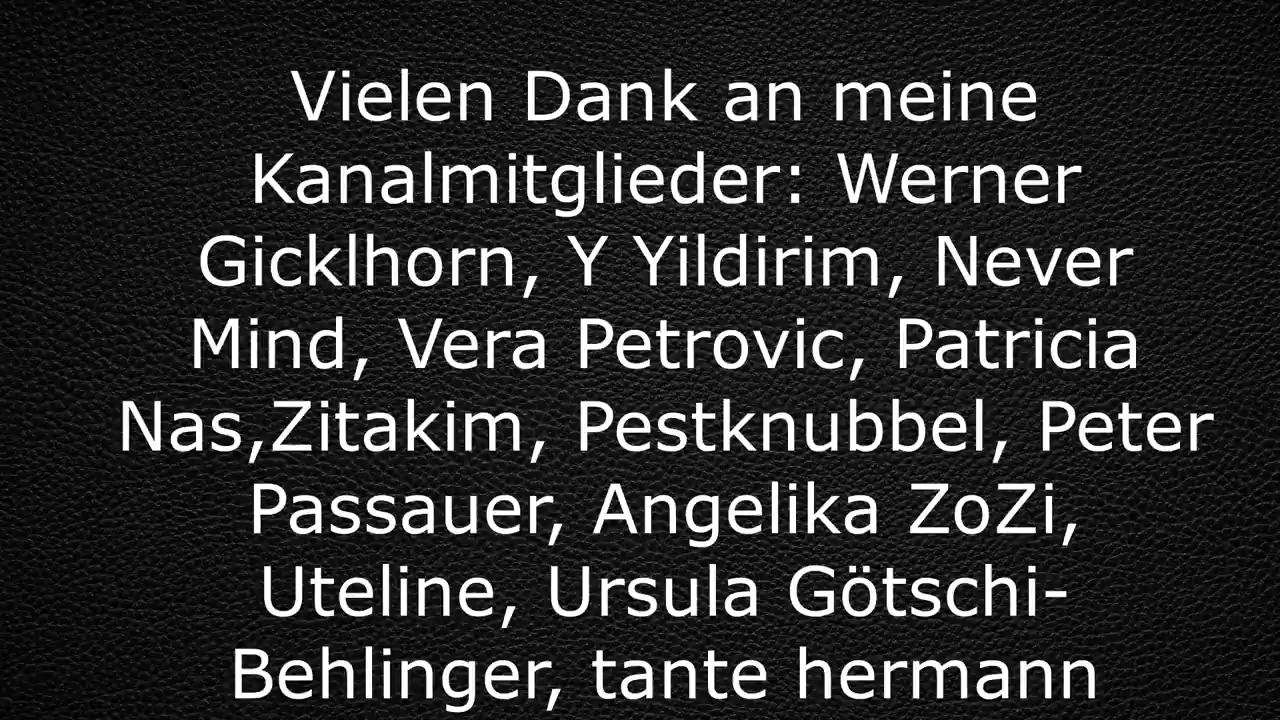 Vielen Dank an meine
Kanalmitglieder: Werner
Gicklhorn, Y Yildirim, Never
Mind, Vera Petrovic, Patricia
Nas,Zitakim, Pestknubbel, Peter
Passauer, Angelika ZoZi,
Uteline, Ursula Götschi-
Behlinger, tante hermann